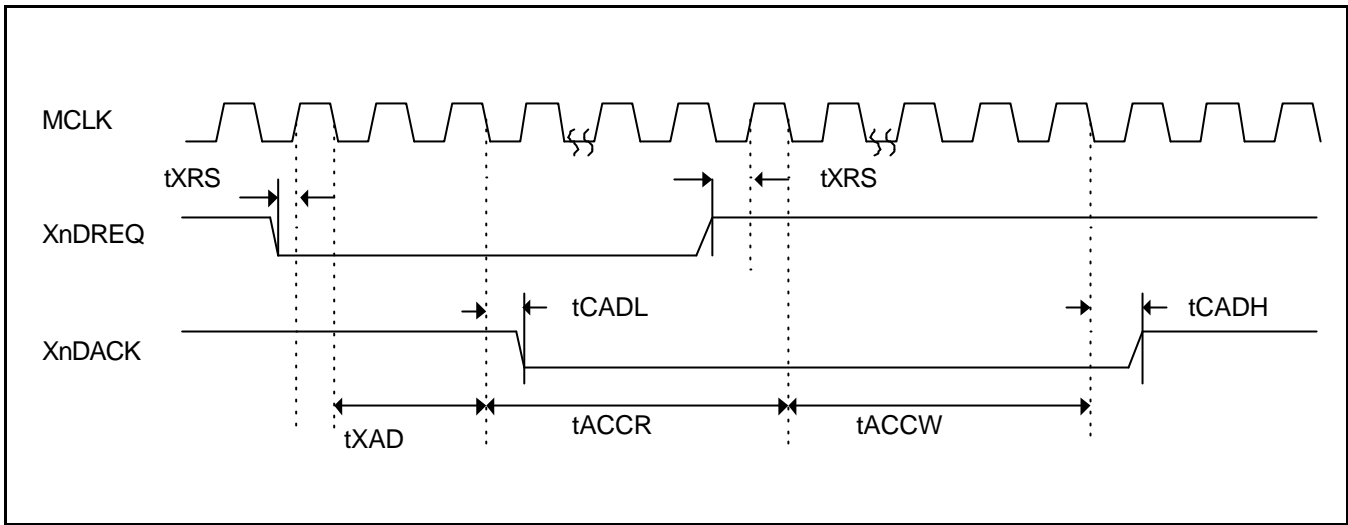 MCLK
tXRS
tXRS
XnDREQ
tCADL
tCADH
XnDACK
tXAD
tACCR
tACCW